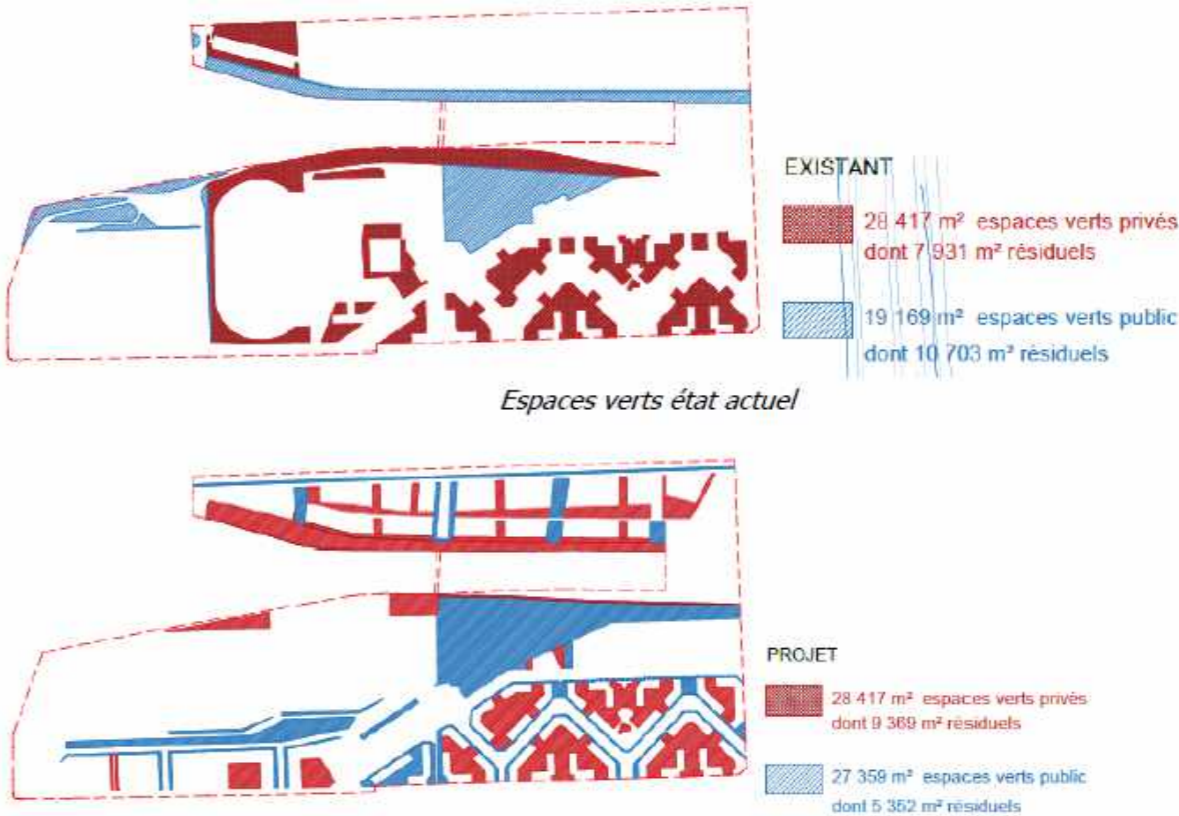 EXISTANT
28 417 m² espaces verts privés
dont 7 931 m² résiduels
19 169 m² espaces verts public
dont 10 703 m² résiduels
Espaces verts état actuel
PROJET
28 417 m² espaces verts privés
dont 9 369 m² résiduels
27 359 m² espaces verts public
dont 5 352 m² résiduels